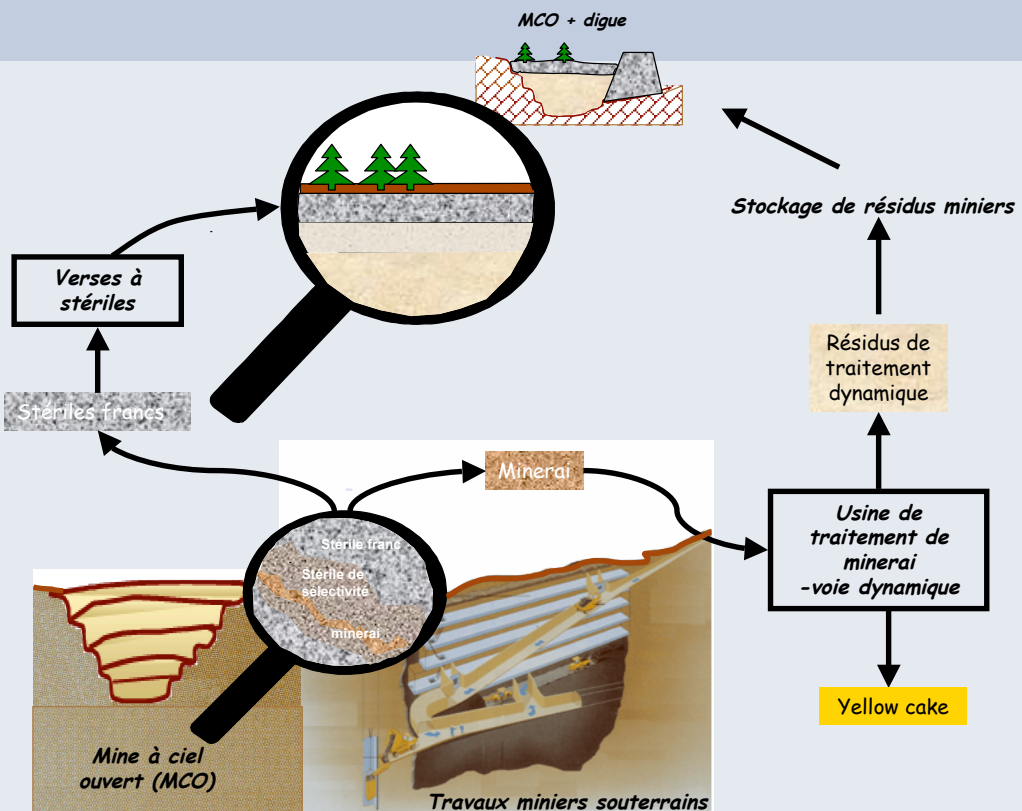 MCO + digue
Stockage de résidus miniers
Verses à
stériles
Résidus de
traitement
dynamique
Stériles francs
Minerai
Usine de
traitement de
minerai
-voie dynamique
Stérile franc
Stérile de
sélectivité
minerai
Yellow cake
Mine à ciel
ouvert (MCO)
Travaux miniers souterrains